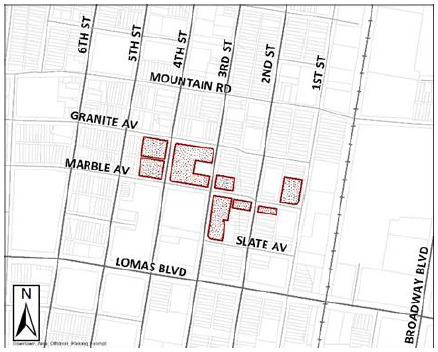 6TH ST
5TH ST
4TH ST
3RD ST
2ND ST
1ST ST
MOUNTAIN RD
GRANITE AV
MARBLE AV
SLATE AV
LOMAS BLVD
BROADWAY BLVD
N